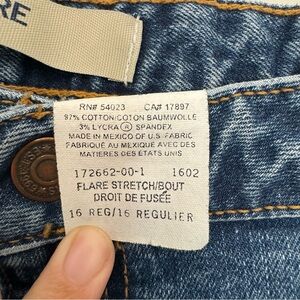 RE
RN# 54023 CA# 17897
97% COTTON/COTON BAUMWOLLE
3% LYCRA ® SPANDEX
MADE IN MEXICO OF U.S. FABRIC
FABRIQUÉ AU MEXIQUE AVEC DES
MATIERES DES ETATS UNIS
172662-00-1 1602
FLARE STRETCH/BOUT
DROIT DE FUSÉE
16 REG/16 REGULIER